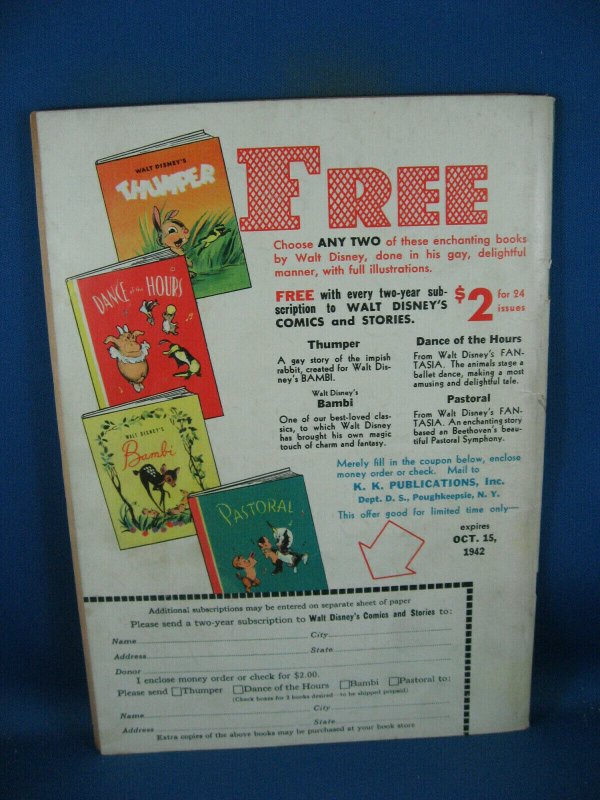 WALT DISNEY'S
THUMPER
DANCE of the HOURS
WALT DISNEY'S
Bambi
PASTORAL
FREE
Choose ANY TWO of these enchanting books
by Walt Disney, done in his gay, delightful
manner, with full illustrations.
FREE with every two-year sub-
scription to WALT DISNEY'S
COMICS and STORIES.
$2 for 24
issues
Thumper
A gay story of the impish
rabbit, created for Walt Dis-
ney's BAMBI.
Walt Disney's
Bambi
One of our best-loved clas-
sics, to which Walt Disney
has brought his own magic
touch of charm and fantasy.
Dance of the Hours
From Walt Disney's FAN-
TASIA. The animals stage a
ballet dance, making a most
amusing and delightful tale.
Pastoral
From Walt Disney's FAN-
TASIA. An enchanting story
based an Beethoven's beau-
tiful Pastoral Symphony.
Merely fill in the coupon below, enclose
money order or check. Mail to
K. K. PUBLICATIONS, Inc.
Dept. D. S., Poughkeepsie, N. Y.
This offer good for limited time only—
expires
OCT. 15,
1942
Additional subscriptions may be entered on separate sheet of paper
Please send a two-year subscription to Walt Disney's Comics and Stories to:
Name City
Address State
Donor
I enclose money order or check for $2.00.
Please send Thumper Dance of the Hours Bambi Pastoral to:
(Check boxes for 2 books desired—to be shipped prepaid)
Name City
Address State
Extra copies of the above books may be purchased at your book store